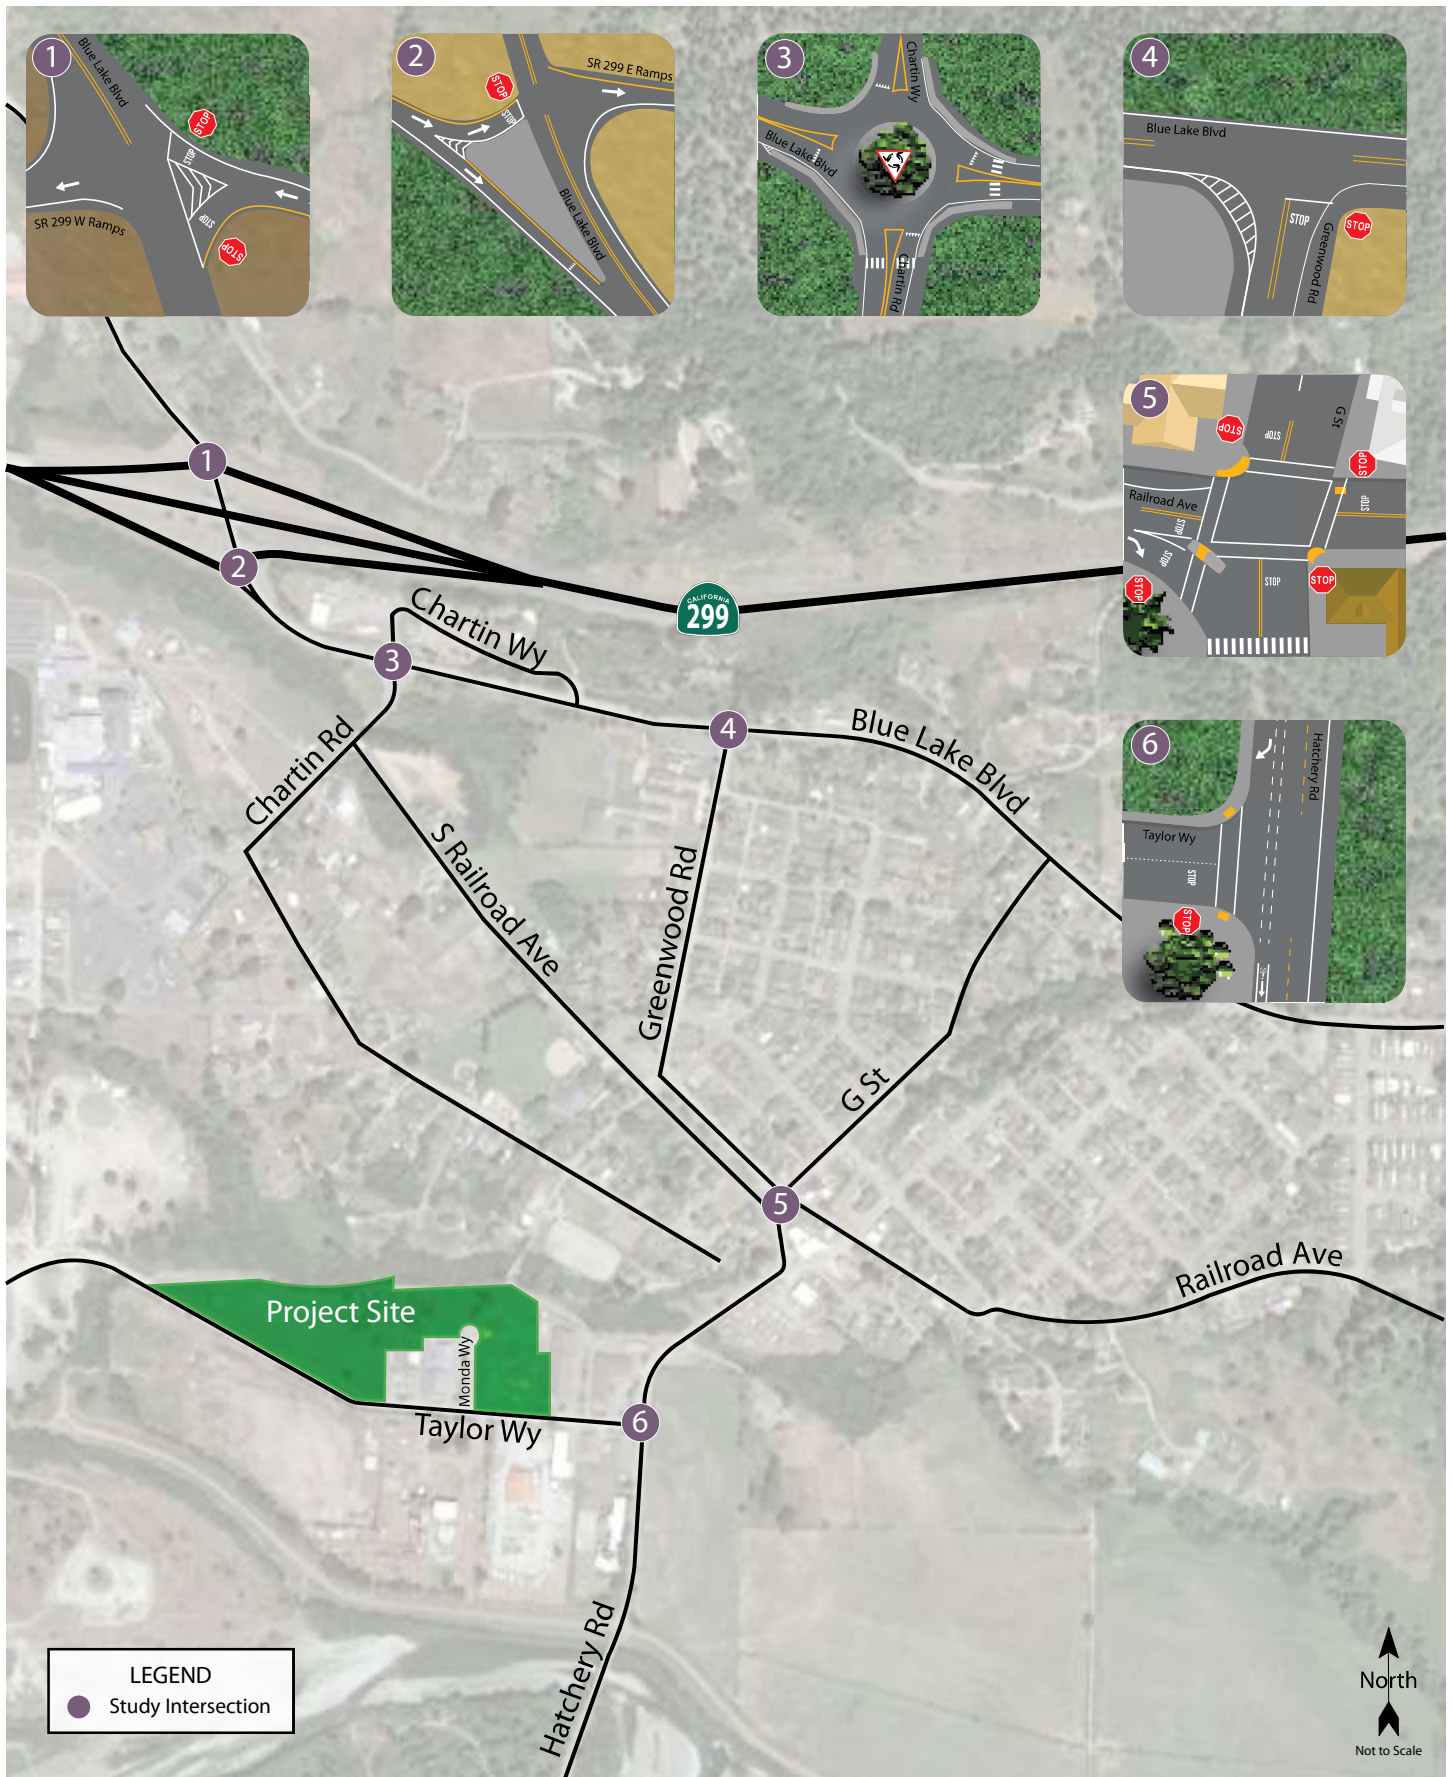 1
Blue Lake Blvd
STOP
STOP
STOP
STOP
SR 299 W Ramps
2
STOP
STOP
SR 299 E Ramps
Blue Lake Blvd
3
Chartin Wy
Blue Lake Blvd
Chartin Rd
4
Blue Lake Blvd
STOP
STOP
Greenwood Rd
5
G St
STOP
STOP
STOP
Railroad Ave
STOP
STOP
STOP
STOP
STOP
STOP
6
Hatchery Rd
Taylor Wy
STOP
STOP
1
2
CALIFORNIA
299
Chartin Wy
3
4
Blue Lake Blvd
Chartin Rd
S Railroad Ave
Greenwood Rd
G St
5
Railroad Ave
Project Site
Monda Wy
Taylor Wy
6
Hatchery Rd
LEGEND
Study Intersection
North
Not to Scale